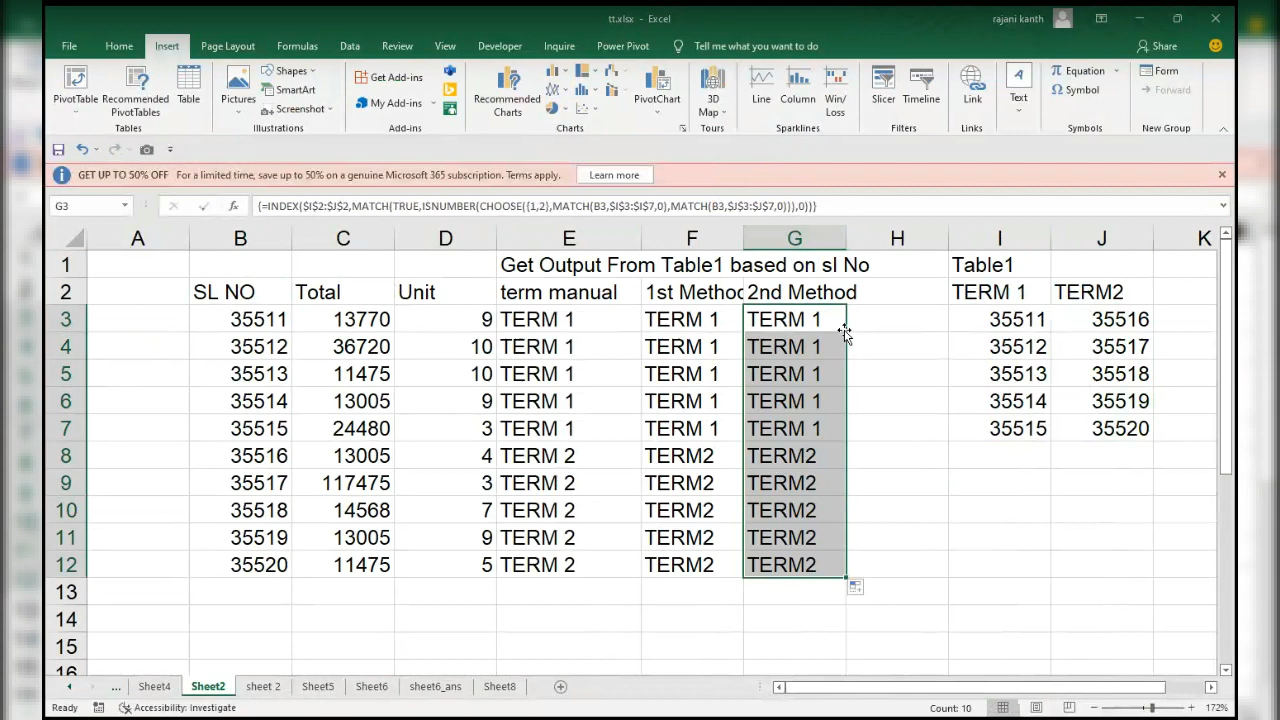 tt.xlsx - Excel
rajani kanth
File Home Insert Page Layout Formulas Data Review View Developer Inquire Power Pivot Tell me what you want to do Share
PivotTable Recommended PivotTables Table
Tables
Pictures Shapes SmartArt Screenshot
Illustrations
Get Add-ins
My Add-ins
Add-ins
Recommended Charts PivotChart
Charts
3D Map
Tours
Line Column Win/Loss
Sparklines
Slicer Timeline
Filters
Link
Links
Text
Equation
Symbol
Symbols
Form
Forward
New Group
GET UP TO 50% OFF For a limited time, save up to 50% on a genuine Microsoft 365 subscription. Terms apply. Learn more
G3 fx {=INDEX($I$2:$J$2,MATCH(TRUE,ISNUMBER(CHOOSE({1,2},MATCH(B3,$I$3:$I$7,0),MATCH(B3,$J$3:$J$7,0))),0))}
A B C D E F G H I J K
1 Get Output From Table1 based on sl No Table1
2 SL NO Total Unit term manual 1st Method 2nd Method TERM 1 TERM2
3 35511 13770 9 TERM 1 TERM 1 TERM 1 35511 35516
4 35512 36720 10 TERM 1 TERM 1 TERM 1 35512 35517
5 35513 11475 10 TERM 1 TERM 1 TERM 1 35513 35518
6 35514 13005 9 TERM 1 TERM 1 TERM 1 35514 35519
7 35515 24480 3 TERM 1 TERM 1 TERM 1 35515 35520
8 35516 13005 4 TERM 2 TERM2 TERM2
9 35517 117475 3 TERM 2 TERM2 TERM2
10 35518 14568 7 TERM 2 TERM2 TERM2
11 35519 13005 9 TERM 2 TERM2 TERM2
12 35520 11475 5 TERM 2 TERM2 TERM2
13
14
15
16
... Sheet4 Sheet2 sheet 2 Sheet5 Sheet6 sheet6_ans Sheet8
Ready Accessibility: Investigate Count: 10 172%